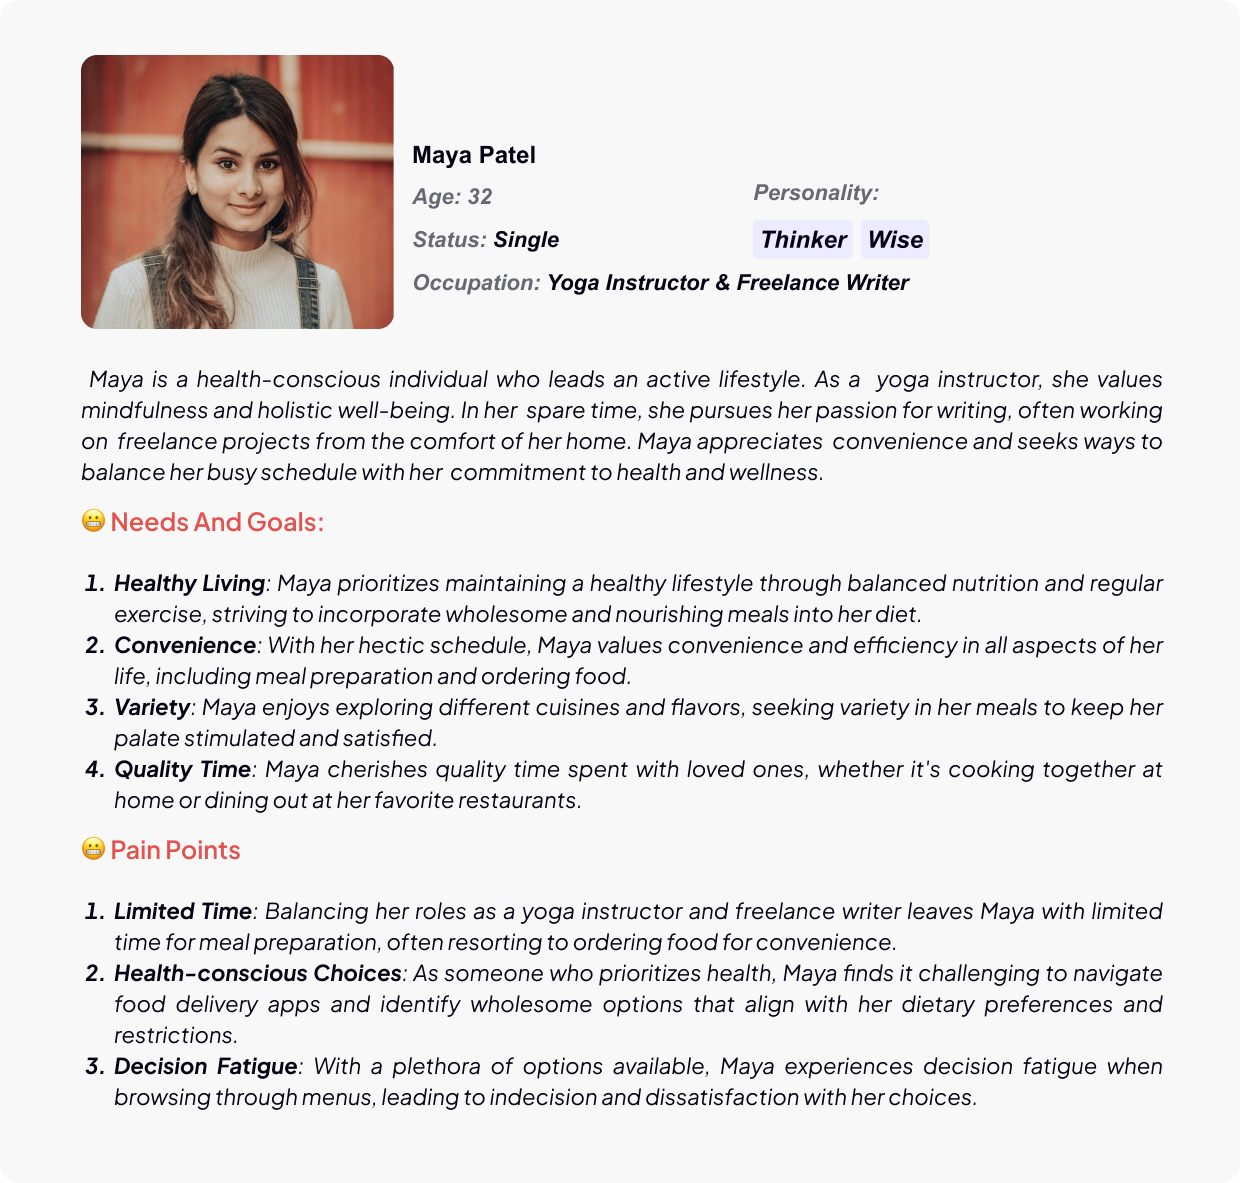 Maya Patel
Age: 32
Personality:
Status: Single
Thinker Wise
Occupation: Yoga Instructor & Freelance Writer
Maya is a health-conscious individual who leads an active lifestyle. As a yoga instructor, she values
mindfulness and holistic well-being. In her spare time, she pursues her passion for writing, often working
on freelance projects from the comfort of her home. Maya appreciates convenience and seeks ways to
balance her busy schedule with her commitment to health and wellness.
😬 Needs And Goals:
1. Healthy Living: Maya prioritizes maintaining a healthy lifestyle through balanced nutrition and regular
exercise, striving to incorporate wholesome and nourishing meals into her diet.
2. Convenience: With her hectic schedule, Maya values convenience and efficiency in all aspects of her
life, including meal preparation and ordering food.
3. Variety: Maya enjoys exploring different cuisines and flavors, seeking variety in her meals to keep her
palate stimulated and satisfied.
4. Quality Time: Maya cherishes quality time spent with loved ones, whether it's cooking together at
home or dining out at her favorite restaurants.
😬 Pain Points
1. Limited Time: Balancing her roles as a yoga instructor and freelance writer leaves Maya with limited
time for meal preparation, often resorting to ordering food for convenience.
2. Health-conscious Choices: As someone who prioritizes health, Maya finds it challenging to navigate
food delivery apps and identify wholesome options that align with her dietary preferences and
restrictions.
3. Decision Fatigue: With a plethora of options available, Maya experiences decision fatigue when
browsing through menus, leading to indecision and dissatisfaction with her choices.